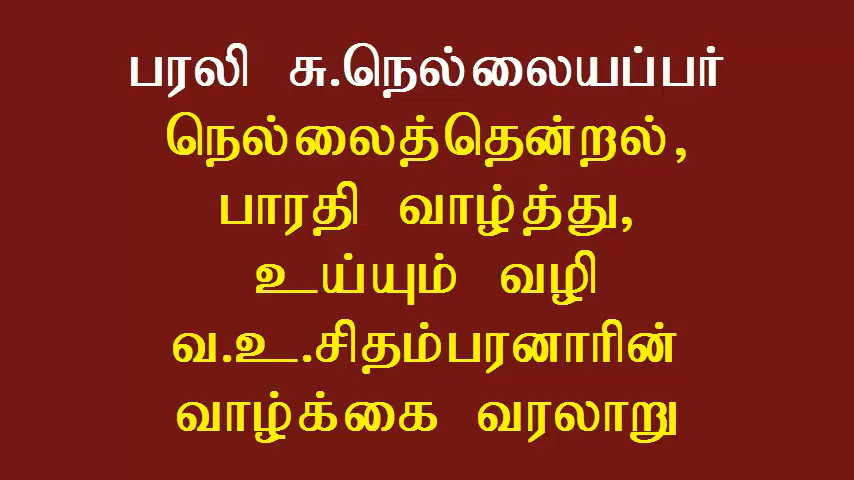 பரலி சு.நெல்லையப்பர்
நெல்லைத்தென்றல்,
பாரதி வாழ்த்து,
உய்யும் வழி
வ.உ.சிதம்பரனாரின்
வாழ்க்கை வரலாறு